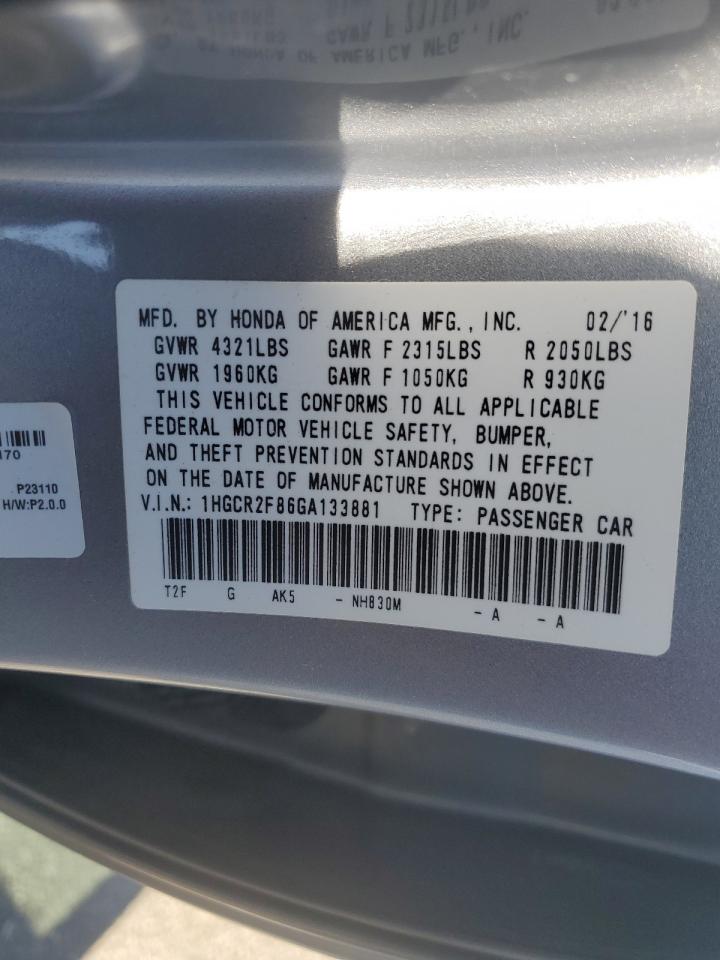 MFD. BY HONDA OF AMERICA MFG., INC. 02/'16
GVWR 4321LBS GAWR F 2315LBS R 2050LBS
GVWR 1960KG GAWR F 1050KG R 930KG
THIS VEHICLE CONFORMS TO ALL APPLICABLE
FEDERAL MOTOR VEHICLE SAFETY, BUMPER,
AND THEFT PREVENTION STANDARDS IN EFFECT
ON THE DATE OF MANUFACTURE SHOWN ABOVE.
V.I.N.: 1HGCR2F86GA133881 TYPE: PASSENGER CAR
T2F G AK5 - NH830M - A - A
170
P23110
H/W:P2.0.0